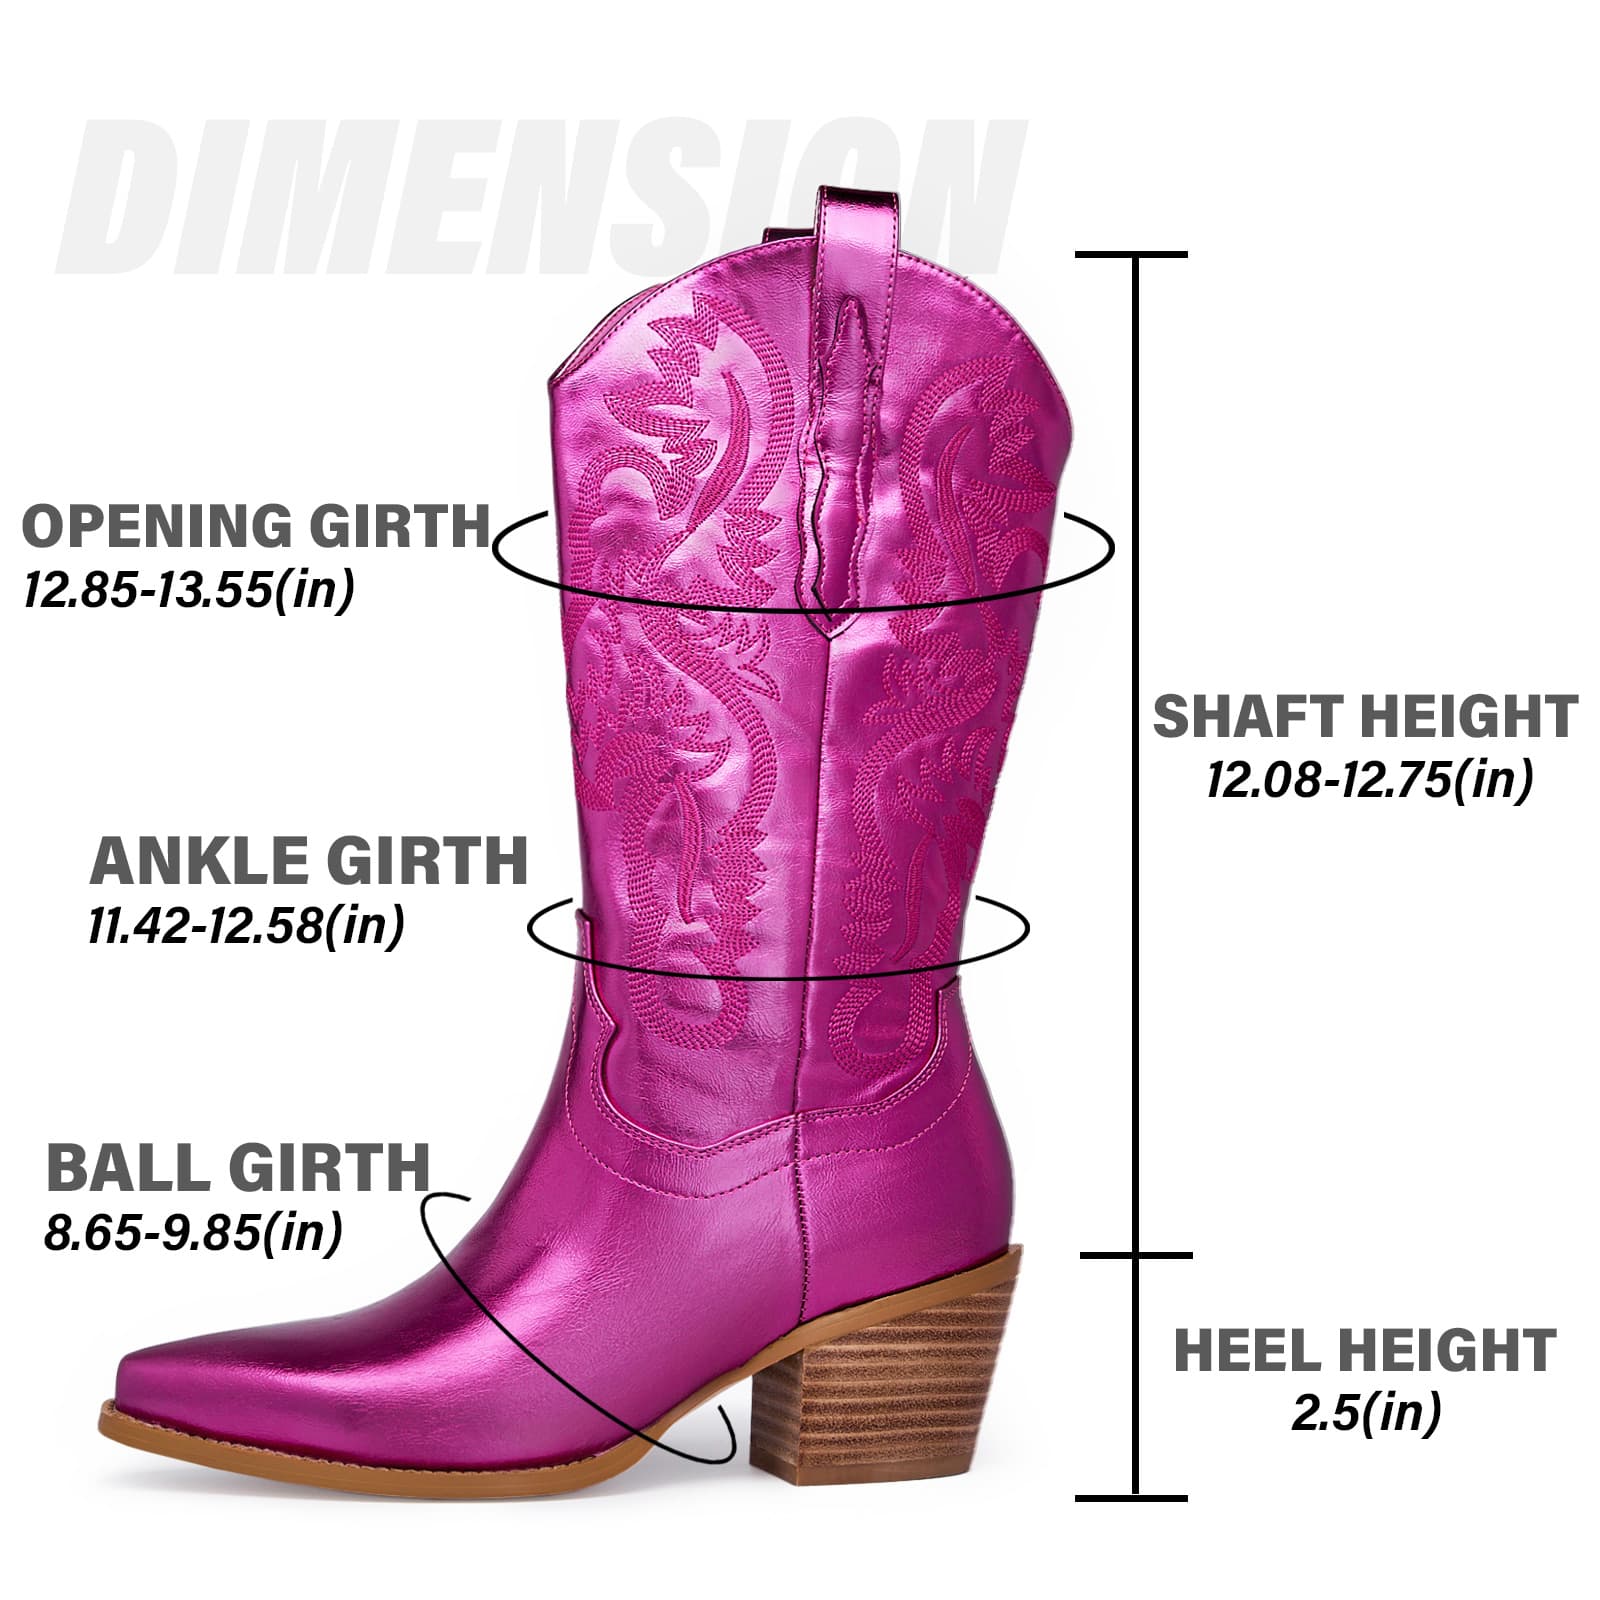 DIMENSION
OPENING GIRTH
12.85-13.55(in)
SHAFT HEIGHT
12.08-12.75(in)
ANKLE GIRTH
11.42-12.58(in)
BALL GIRTH
8.65-9.85(in)
HEEL HEIGHT
2.5(in)